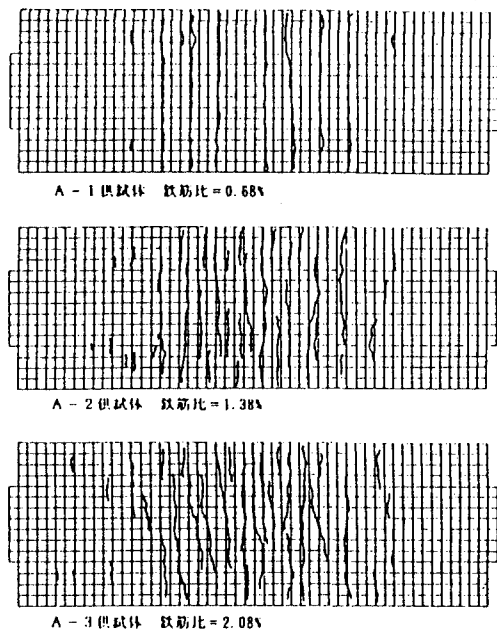 A - 1 供試体 鉄筋比 = 0.68%
A - 2 供試体 鉄筋比 = 1.38%
A - 3 供試体 鉄筋比 = 2.08%